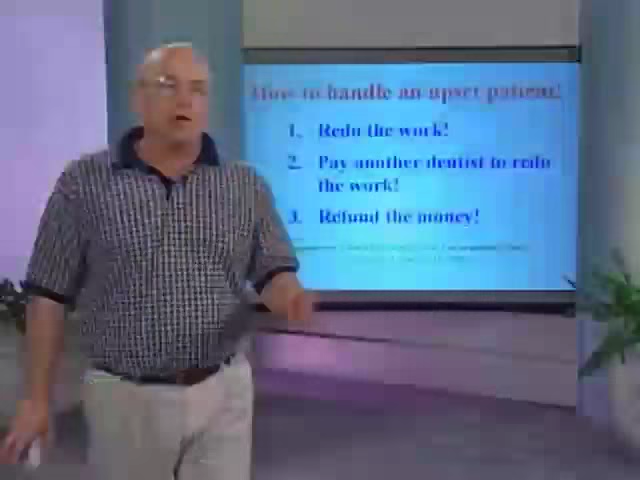 How to handle an upset patient!
1. Redo the work!
2. Pay another dentist to redo
the work!
3. Refund the money!